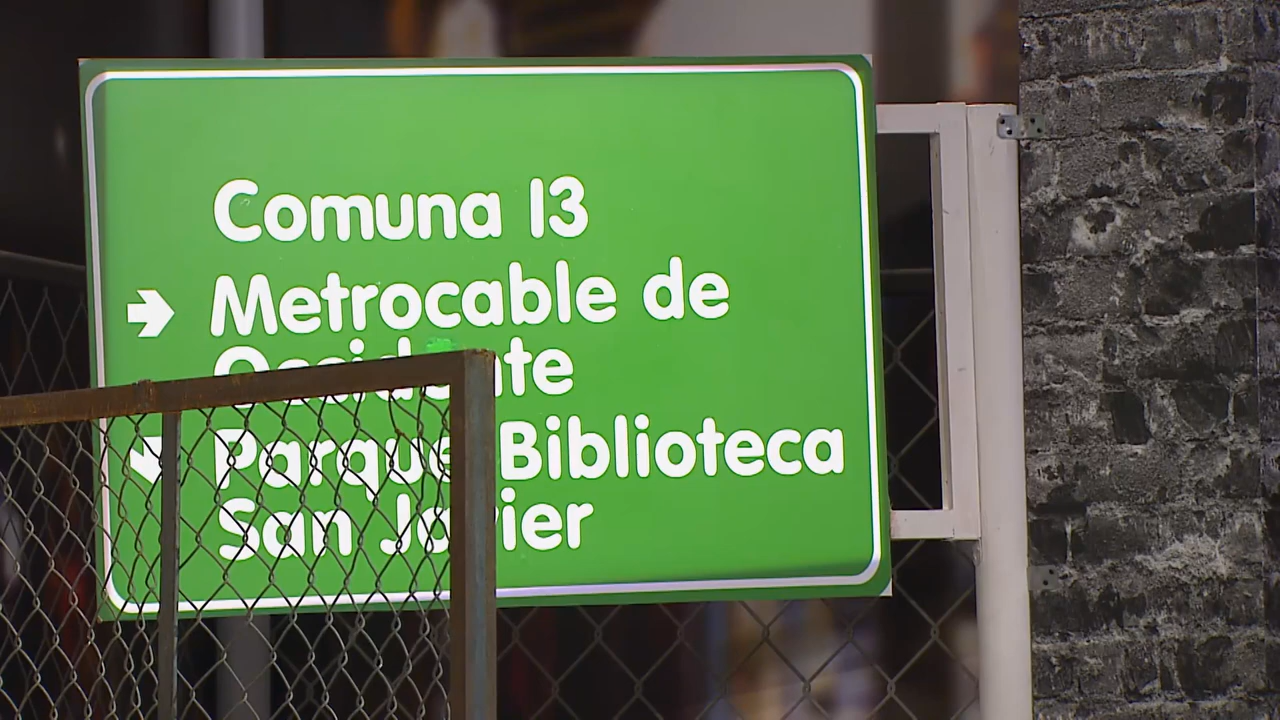 Comuna 13
Metrocable de
Occidente
Parque Biblioteca
San Javier